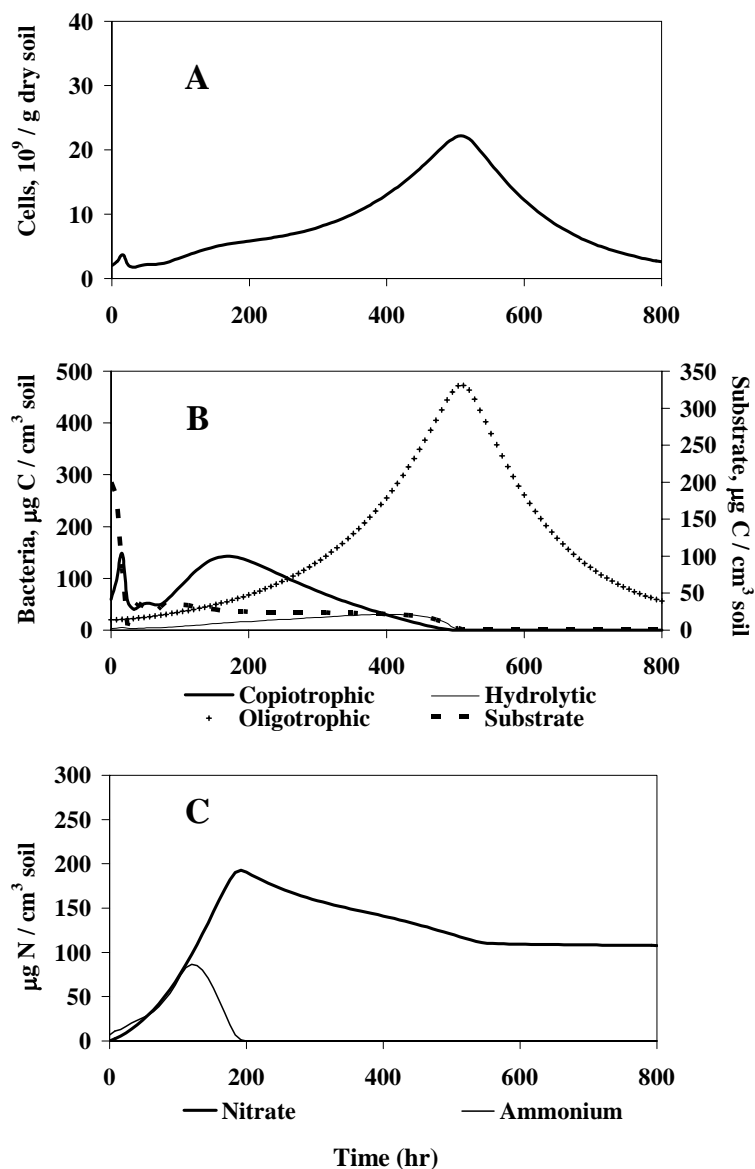 A
Cells, 10⁹ / g dry soil
40
30
20
10
0
0 200 400 600 800
B
Bacteria, µg C / cm³ soil
500
400
300
200
100
0
Substrate, µg C / cm³ soil
350
300
250
200
150
100
50
0
0 200 400 600 800
Copiotrophic Hydrolytic
Oligotrophic Substrate
C
µg N / cm³ soil
300
250
200
150
100
50
0
0 200 400 600 800
Nitrate Ammonium
Time (hr)